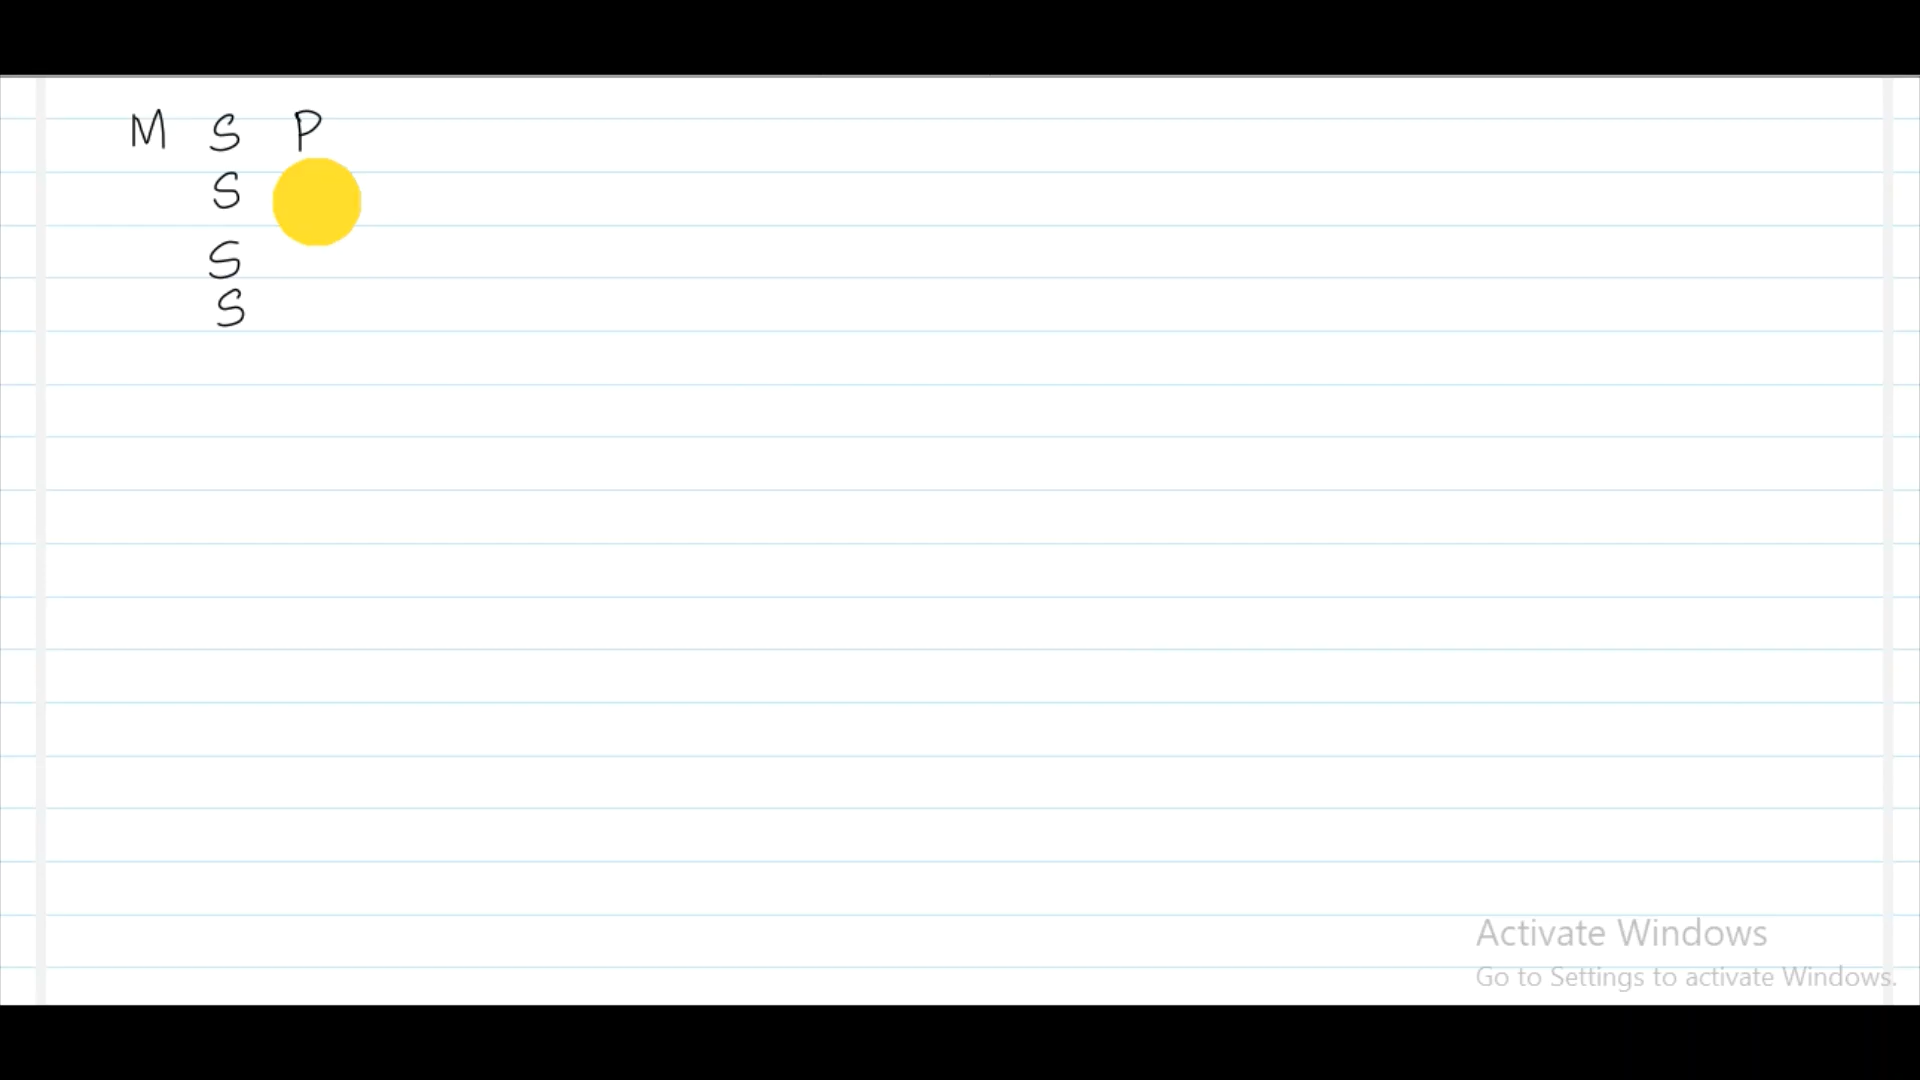 M S P
S
S
S
Activate Windows
Go to Settings to activate Windows.